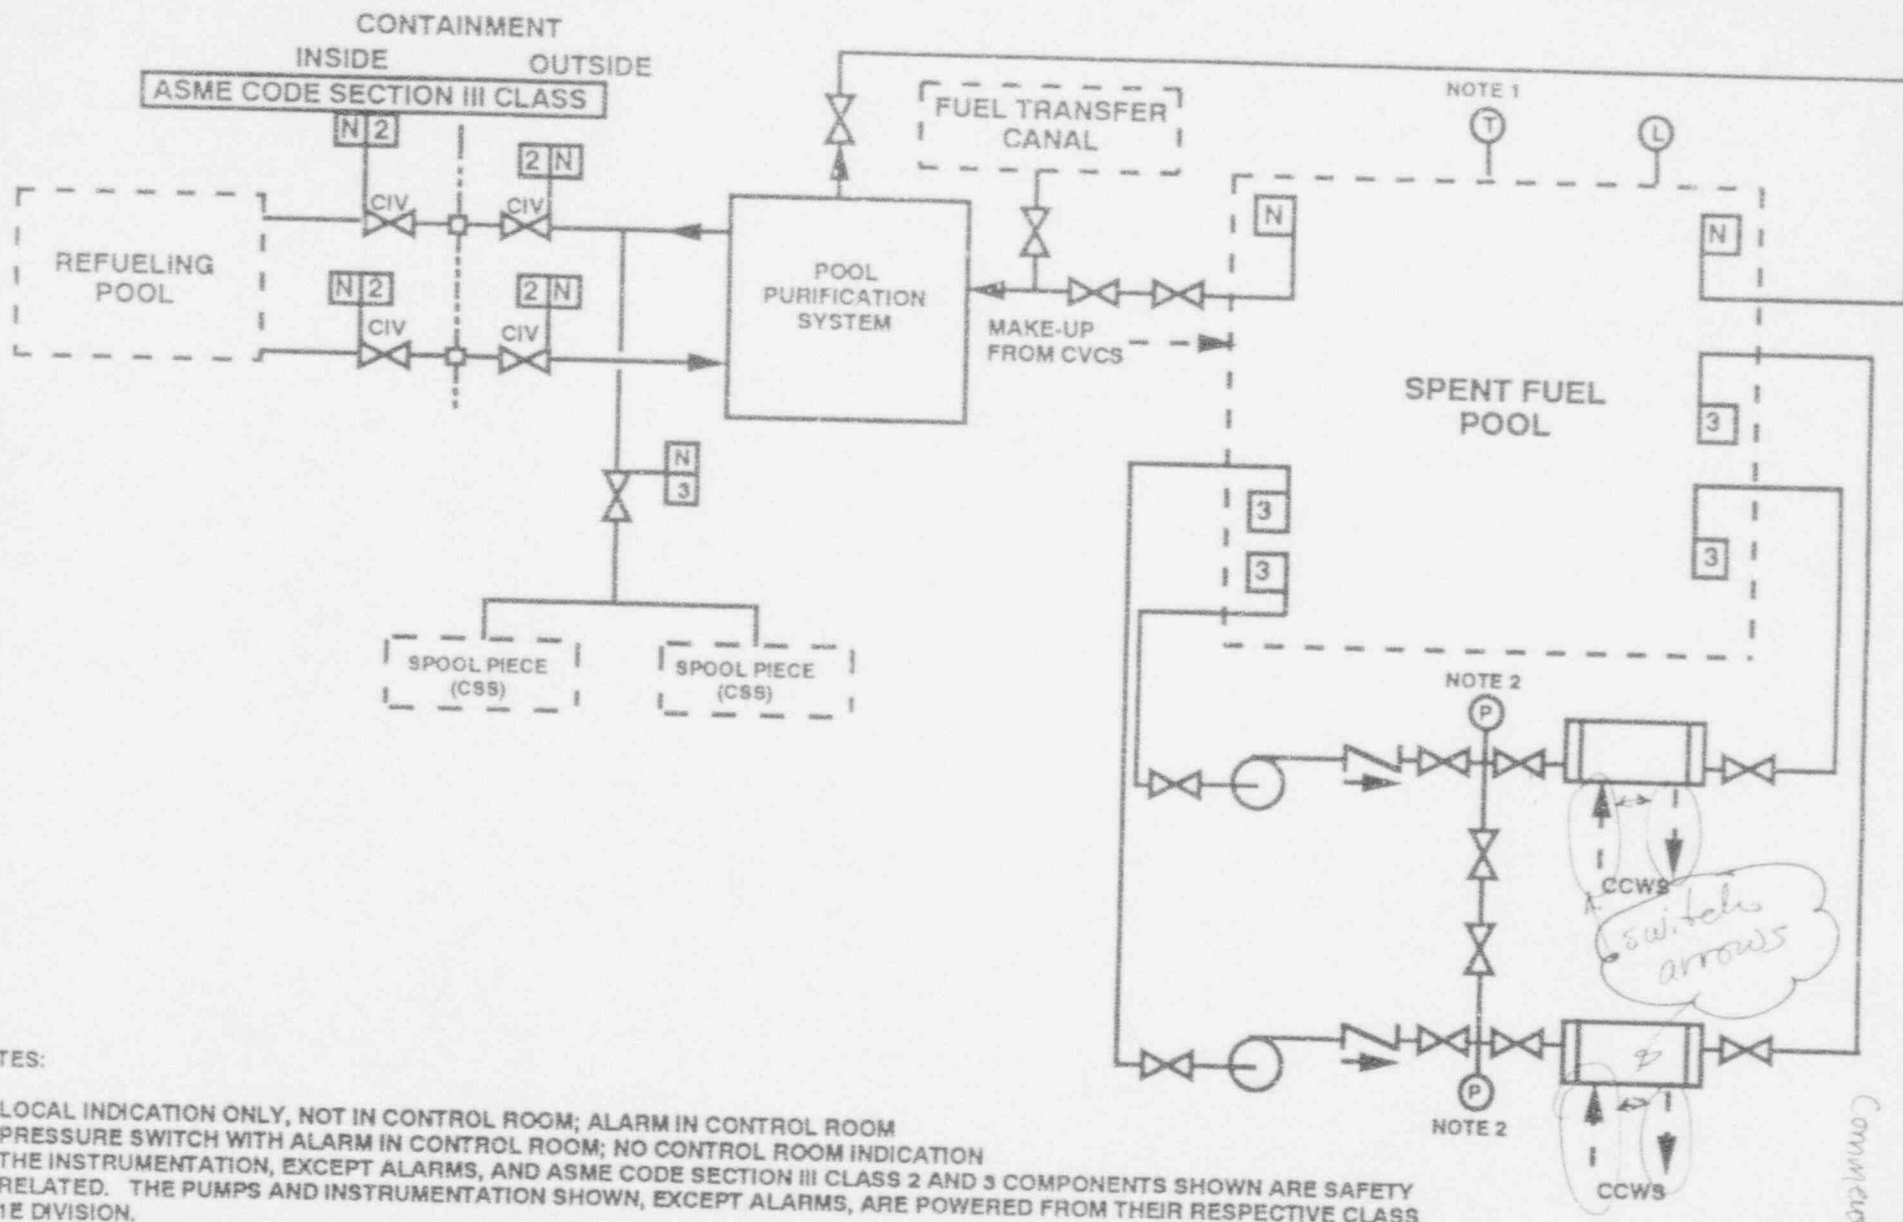 CONTAINMENT
INSIDE
OUTSIDE
ASME CODE SECTION III CLASS
N 2
2 N
CIV
CIV
REFUELING
POOL
N 2
2 N
CIV
CIV
POOL
PURIFICATION
SYSTEM
FUEL TRANSFER
CANAL
MAKE-UP
FROM CVCS
NOTE 1
T
L
N
N
SPENT FUEL
POOL
3
3
3
3
N
3
SPOOL PIECE
(CSS)
SPOOL PIECE
(CSS)
NOTE 2
P
CCWS
switch
arrows
P
NOTE 2
CCWS
TES:
LOCAL INDICATION ONLY, NOT IN CONTROL ROOM; ALARM IN CONTROL ROOM
PRESSURE SWITCH WITH ALARM IN CONTROL ROOM; NO CONTROL ROOM INDICATION
THE INSTRUMENTATION, EXCEPT ALARMS, AND ASME CODE SECTION III CLASS 2 AND 3 COMPONENTS SHOWN ARE SAFETY
RELATED. THE PUMPS AND INSTRUMENTATION SHOWN, EXCEPT ALARMS, ARE POWERED FROM THEIR RESPECTIVE CLASS
1E DIVISION.